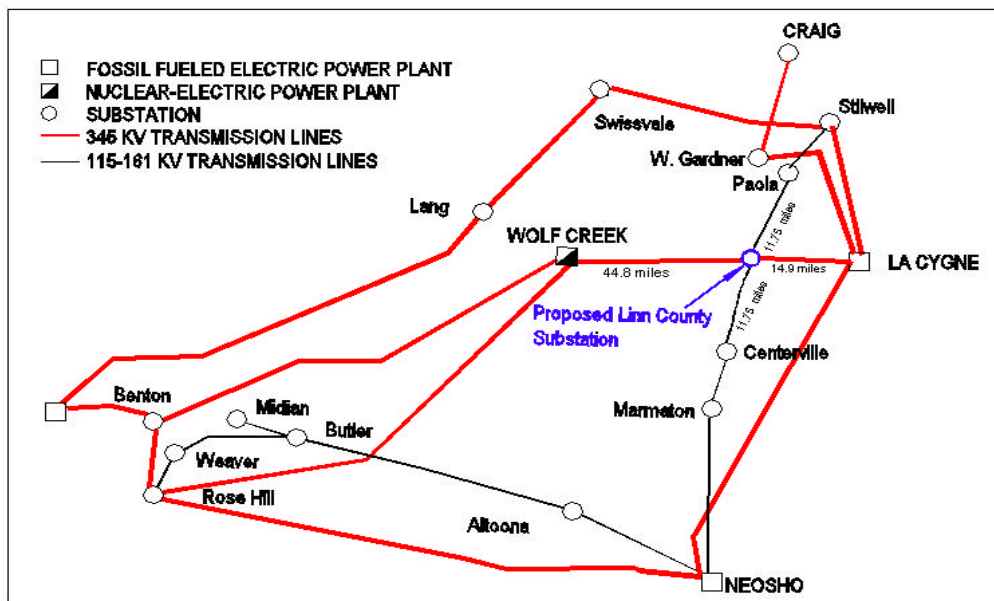 FOSSIL FUELED ELECTRIC POWER PLANT
NUCLEAR-ELECTRIC POWER PLANT
SUBSTATION
345 KV TRANSMISSION LINES
115-161 KV TRANSMISSION LINES
CRAIG
Stilwell
Swissvale
W. Gardner
Paola
Lang
11.75 miles
WOLF CREEK
LA CYGNE
44.8 miles
14.9 miles
Proposed Linn County
Substation
11.75 miles
Centerville
Benton
Midian
Marmaton
Butler
Weaver
Rose Hill
Altoona
NEOSHO